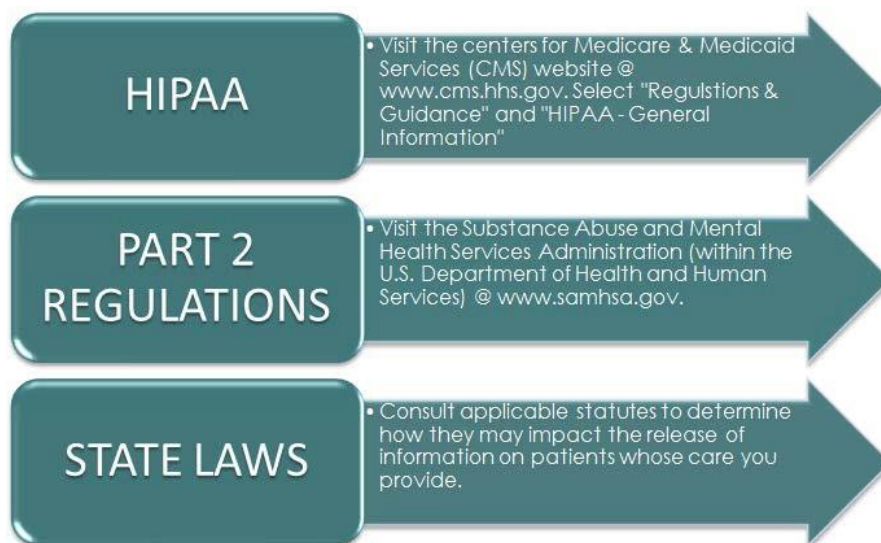 HIPAA
• Visit the centers for Medicare & Medicaid
Services (CMS) website @
www.cms.hhs.gov. Select "Regulstions &
Guidance" and "HIPAA - General
Information"
PART 2
REGULATIONS
• Visit the Substance Abuse and Mental
Health Services Administration (within the
U.S. Department of Health and Human
Services) @ www.samhsa.gov.
STATE LAWS
• Consult applicable statutes to determine
how they may impact the release of
information on patients whose care you
provide.